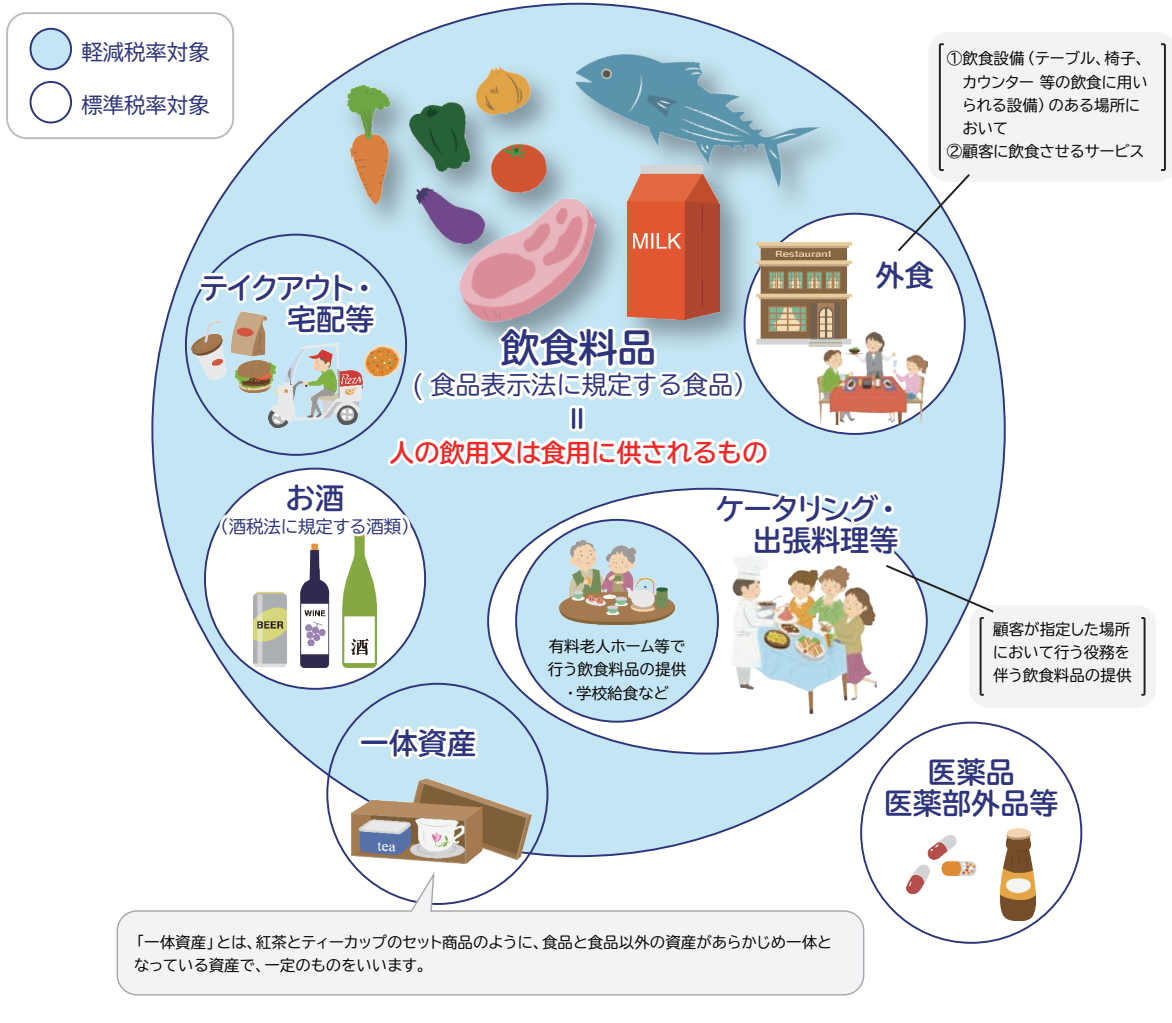 軽減税率対象
標準税率対象
①飲食設備(テーブル、椅子、
カウンター 等の飲食に用い
られる設備)のある場所に
おいて
②顧客に飲食させるサービス
MILK
Restaurant
外食
テイクアウト・
宅配等
PIZZA
飲食料品
(食品表示法に規定する食品)
＝
人の飲用又は食用に供されるもの
お酒
(酒税法に規定する酒類)
BEER
WINE
酒
ケータリング・
出張料理等
有料老人ホーム等で
行う飲食料品の提供
・学校給食など
顧客が指定した場所
において行う役務を
伴う飲食料品の提供
一体資産
tea
医薬品
医薬部外品等
「一体資産」とは、紅茶とティーカップのセット商品のように、食品と食品以外の資産があらかじめ一体と
なっている資産で、一定のものをいいます。